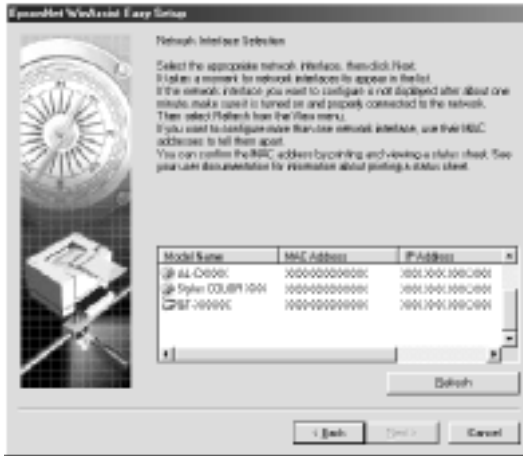 EpsonNet WinAssist Easy Setup
Network Interface Selection
Select the appropriate network interface, then click Next.
It takes a moment for network interfaces to appear in the list.
If the network interface you want to configure is not displayed after about one
minute, make sure it is turned on and properly connected to the network.
Then select Refresh from the View menu.
If you want to configure more than one network interface, use their MAC
addresses to tell them apart.
You can confirm the MAC address by printing and viewing a status sheet. See
your user documentation for information about printing a status sheet.
Model Name MAC Address IP Address
Stylus COLOR
Refresh
< Back Next > Cancel